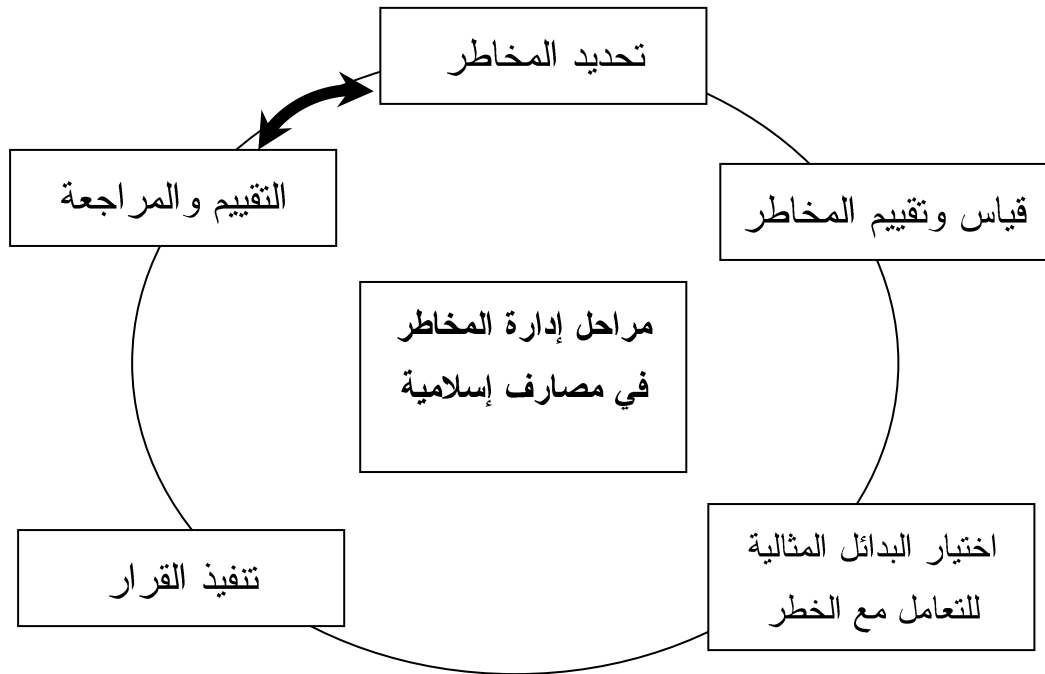 تحديد المخاطر
قياس وتقييم المخاطر
اختيار البدائل المثالية
للتعامل مع الخطر
تنفيذ القرار
التقييم والمراجعة
مراحل إدارة المخاطر
في مصارف إسلامية